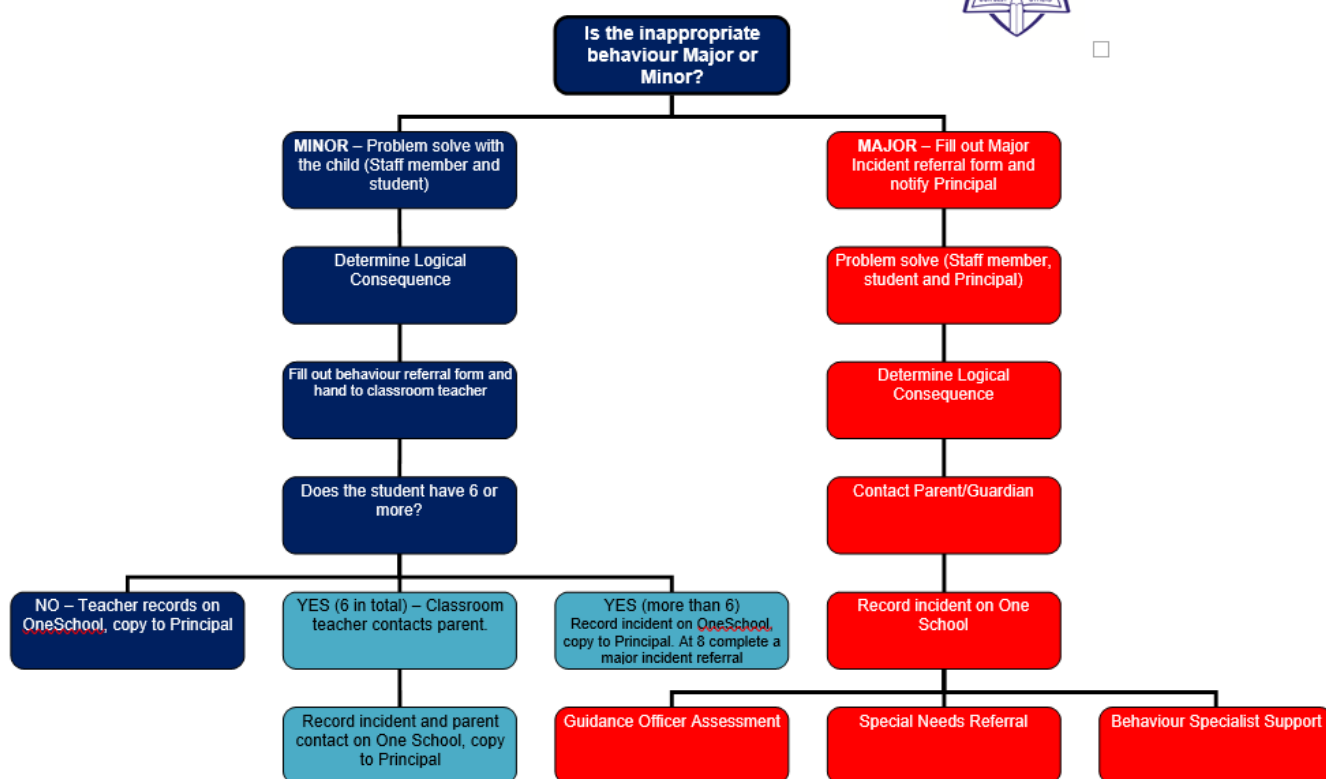 Is the inappropriate
behaviour Major or
Minor?
MINOR – Problem solve with
the child (Staff member and
student)
MAJOR – Fill out Major
Incident referral form and
notify Principal
Determine Logical
Consequence
Problem solve (Staff member,
student and Principal)
Fill out behaviour referral form and
hand to classroom teacher
Determine Logical
Consequence
Does the student have 6 or
more?
Contact Parent/Guardian
NO – Teacher records on
OneSchool, copy to Principal
YES (6 in total) – Classroom
teacher contacts parent.
YES (more than 6)
Record incident on OneSchool,
copy to Principal. At 8 complete a
major incident referral
Record incident on One
School
Record incident and parent
contact on One School, copy
to Principal
Guidance Officer Assessment
Special Needs Referral
Behaviour Specialist Support